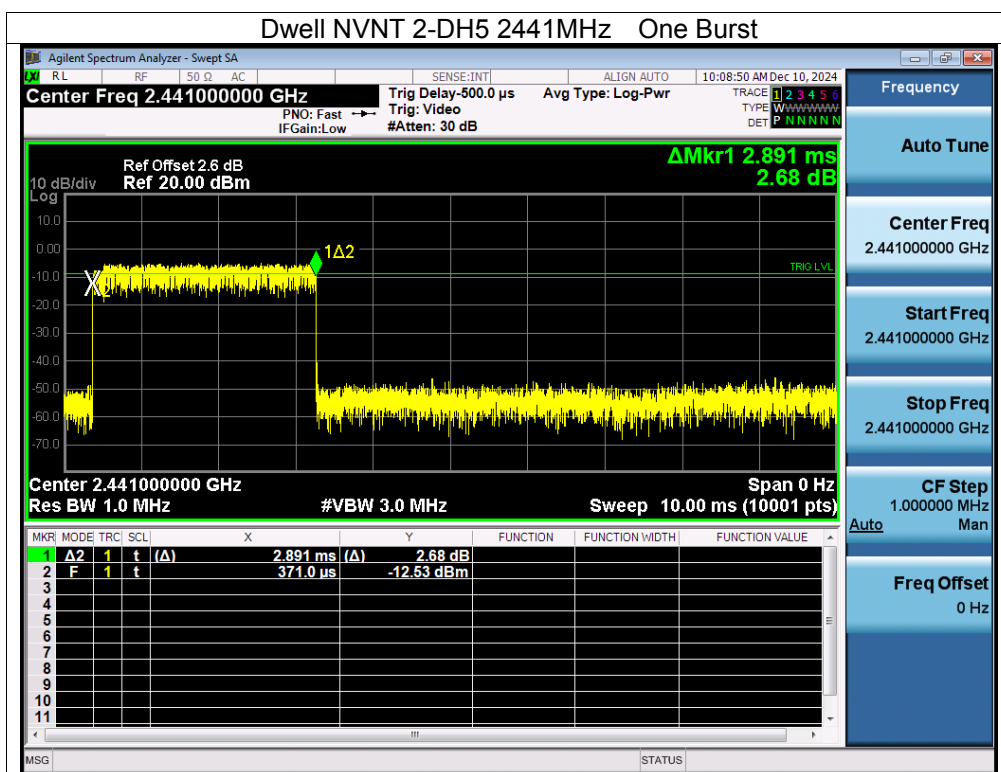 Dwell NVNT 2-DH5 2441MHz One Burst
Agilent Spectrum Analyzer - Swept SA
LXI RL RF 50 Ω AC SENSE:INT ALIGN AUTO 10:08:50 AM Dec 10, 2024
Center Freq 2.441000000 GHz Trig Delay-500.0 µs Avg Type: Log-Pwr TRACE 1 2 3 4 5 6
PNO: Fast Trig: Video TYPE WWWWWW
IFGain:Low #Atten: 30 dB DET P N N N N N
ΔMkr1 2.891 ms
2.68 dB
Ref Offset 2.6 dB
10 dB/div Ref 20.00 dBm
Log
10.0
0.00
1Δ2
TRIG LVL
-10.0
X2
-20.0
-30.0
-40.0
-50.0
-60.0
-70.0
Center 2.441000000 GHz Span 0 Hz
Res BW 1.0 MHz #VBW 3.0 MHz Sweep 10.00 ms (10001 pts)
MKR MODE TRC SCL X Y FUNCTION FUNCTION WIDTH FUNCTION VALUE
1 Δ2 1 t (Δ) 2.891 ms (Δ) 2.68 dB
2 F 1 t 371.0 µs -12.53 dBm
3
4
5
6
7
8
9
10
11
MSG STATUS
Frequency
Auto Tune
Center Freq
2.441000000 GHz
Start Freq
2.441000000 GHz
Stop Freq
2.441000000 GHz
CF Step
1.000000 MHz
Auto Man
Freq Offset
0 Hz